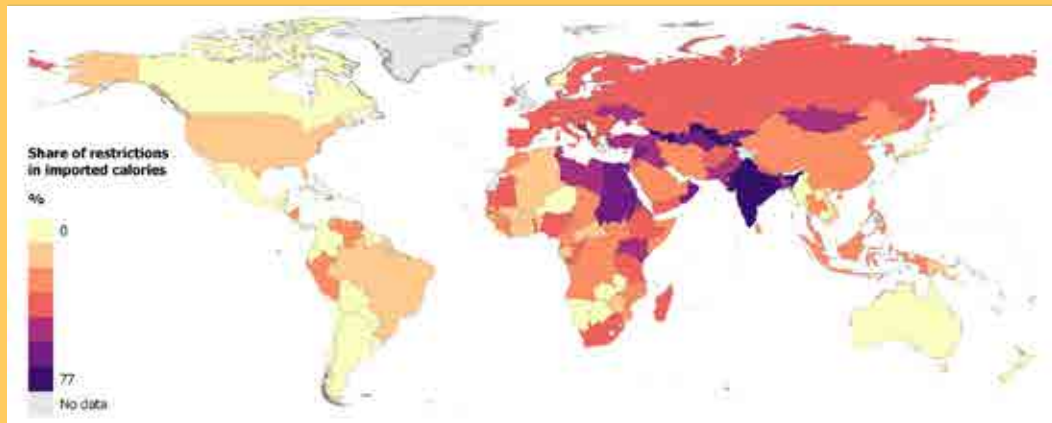 Share of restrictions
in imported calories
%
0
77
No data